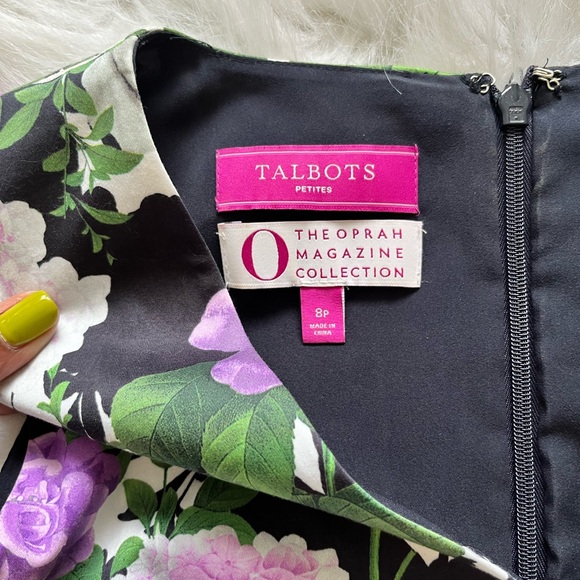 TALBOTS
PETITES
O
THE OPRAH
MAGAZINE
COLLECTION
8P
MADE IN
CHINA